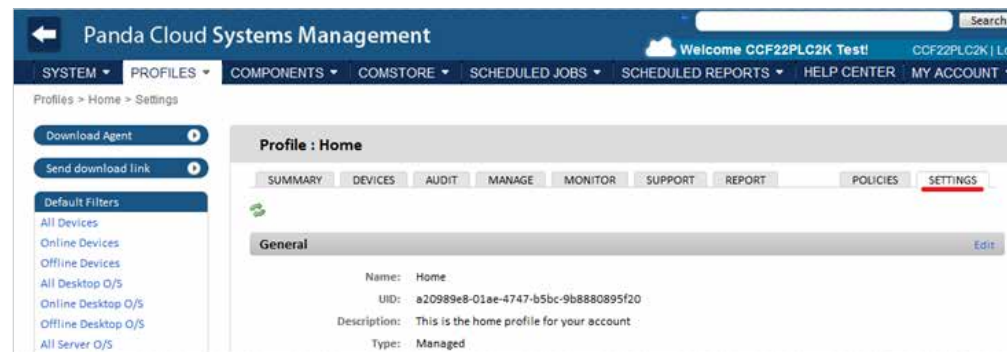 Search
Panda Cloud Systems Management
Welcome CCF22PLC2K Test!
CCF22PLC2K | Lo
SYSTEM PROFILES COMPONENTS COMSTORE SCHEDULED JOBS SCHEDULED REPORTS HELP CENTER MY ACCOUNT
Profiles > Home > Settings
Download Agent
Send download link
Default Filters
All Devices
Online Devices
Offline Devices
All Desktop O/S
Online Desktop O/S
Offline Desktop O/S
All Server O/S
Profile : Home
SUMMARY DEVICES AUDIT MANAGE MONITOR SUPPORT REPORT POLICIES SETTINGS
General Edit
Name: Home
UID: a20989e8-01ae-4747-b5bc-9b8880895f20
Description: This is the home profile for your account
Type: Managed